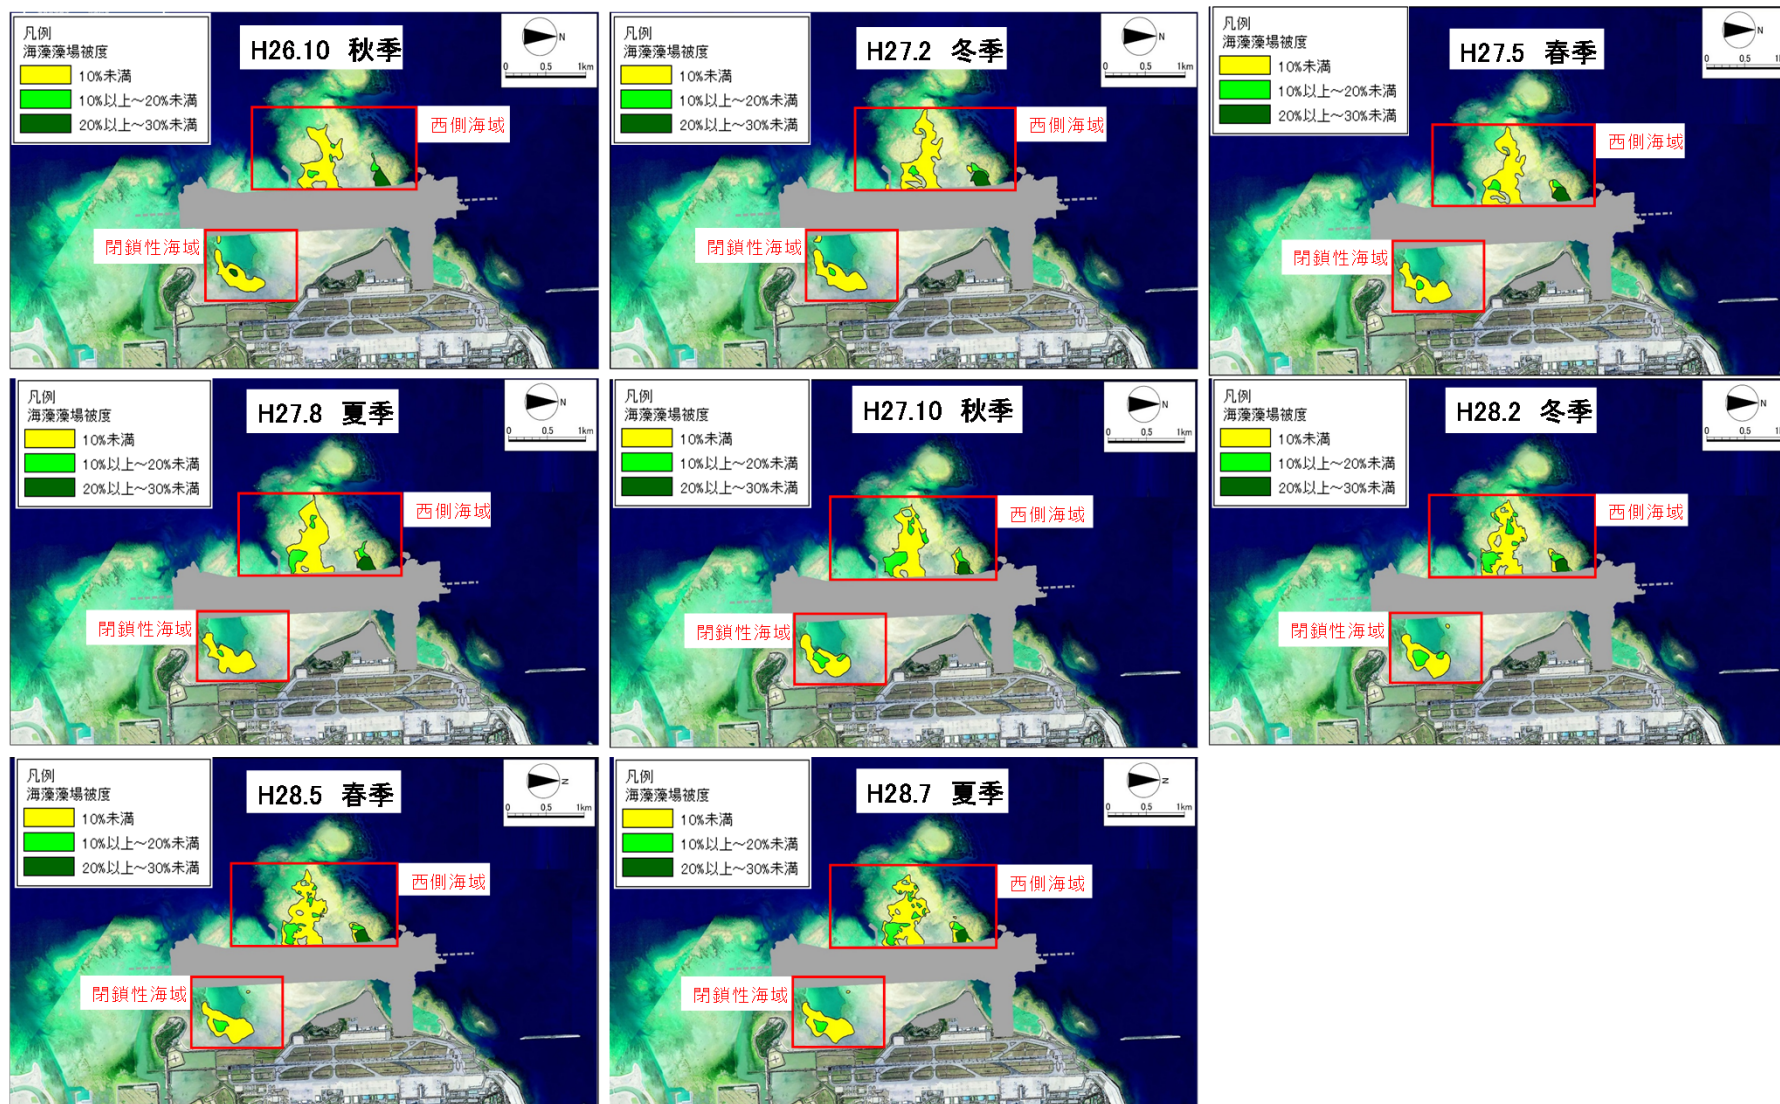 凡例
海藻藻場被度
10%未満
10%以上～20%未満
20%以上～30%未満
H26.10 秋季
N
0 0.5 1km
西側海域
閉鎖性海域
凡例
海藻藻場被度
10%未満
10%以上～20%未満
20%以上～30%未満
H27.2 冬季
N
0 0.5 1km
西側海域
閉鎖性海域
凡例
海藻藻場被度
10%未満
10%以上～20%未満
20%以上～30%未満
H27.5 春季
N
0 0.5 1k
西側海域
閉鎖性海域
凡例
海藻藻場被度
10%未満
10%以上～20%未満
20%以上～30%未満
H27.8 夏季
N
0 0.5 1km
西側海域
閉鎖性海域
凡例
海藻藻場被度
10%未満
10%以上～20%未満
20%以上～30%未満
H27.10 秋季
N
0 0.5 1km
西側海域
閉鎖性海域
凡例
海藻藻場被度
10%未満
10%以上～20%未満
20%以上～30%未満
H28.2 冬季
N
0 0.5 1k
西側海域
閉鎖性海域
凡例
海藻藻場被度
10%未満
10%以上～20%未満
20%以上～30%未満
H28.5 春季
N
0 0.5 1km
西側海域
閉鎖性海域
凡例
海藻藻場被度
10%未満
10%以上～20%未満
20%以上～30%未満
H28.7 夏季
N
0 0.5 1km
西側海域
閉鎖性海域